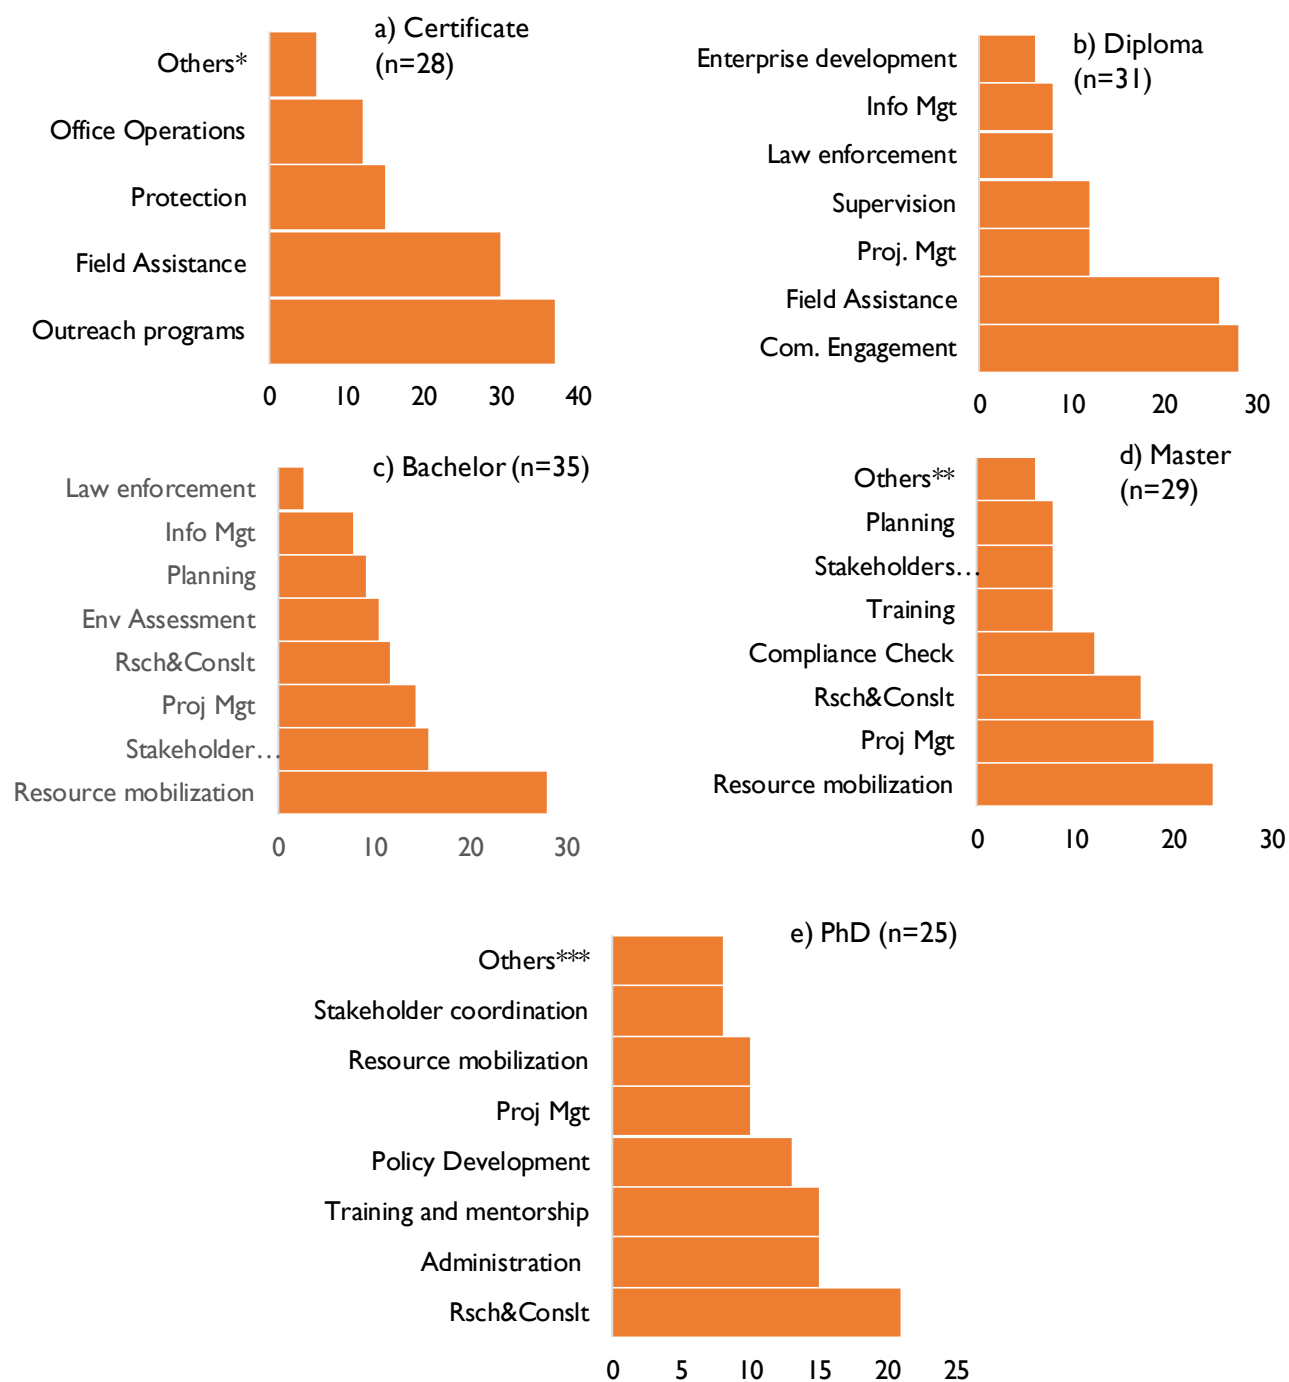 a) Certificate
(n=28)
Others*
Office Operations
Protection
Field Assistance
Outreach programs
0 10 20 30 40
b) Diploma
(n=31)
Enterprise development
Info Mgt
Law enforcement
Supervision
Proj. Mgt
Field Assistance
Com. Engagement
0 10 20 30
c) Bachelor (n=35)
Law enforcement
Info Mgt
Planning
Env Assessment
Rsch&Conslt
Proj Mgt
Stakeholder…
Resource mobilization
0 10 20 30
d) Master
(n=29)
Others**
Planning
Stakeholders…
Training
Compliance Check
Rsch&Conslt
Proj Mgt
Resource mobilization
0 10 20 30
e) PhD (n=25)
Others***
Stakeholder coordination
Resource mobilization
Proj Mgt
Policy Development
Training and mentorship
Administration
Rsch&Conslt
0 5 10 15 20 25